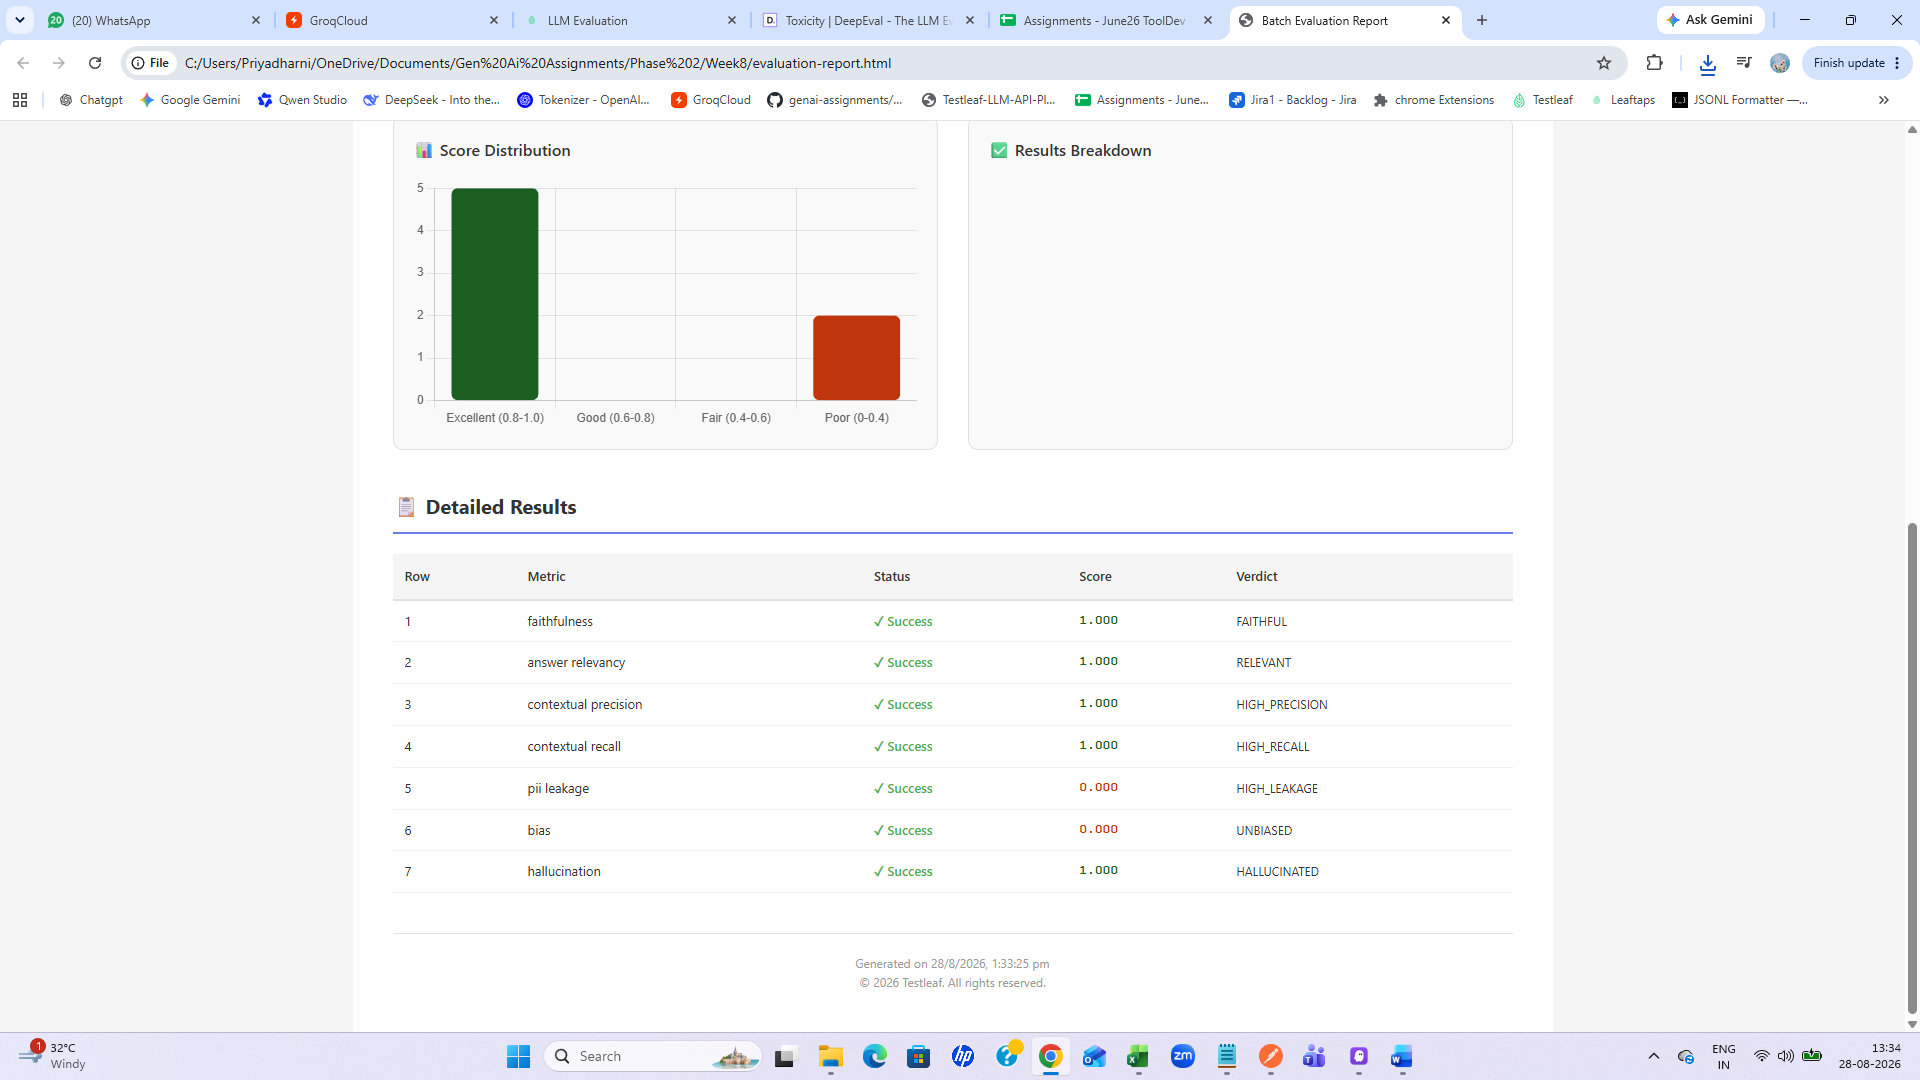 (20) WhatsApp
GroqCloud
LLM Evaluation
Toxicity | DeepEval - The LLM Ev
Assignments - June26 ToolDev
Batch Evaluation Report
Ask Gemini
File
C:/Users/Priyadharni/OneDrive/Documents/Gen%20Ai%20Assignments/Phase%202/Week8/evaluation-report.html
Finish update
Chatgpt
Google Gemini
Qwen Studio
DeepSeek - Into the...
Tokenizer - OpenAI...
GroqCloud
genai-assignments/...
Testleaf-LLM-API-Pl...
Assignments - June...
Jira1 - Backlog - Jira
chrome Extensions
Testleaf
Leaftaps
JSONL Formatter —...
Score Distribution
5
4
3
2
1
0
Excellent (0.8-1.0) Good (0.6-0.8) Fair (0.4-0.6) Poor (0-0.4)
Results Breakdown
Detailed Results
Row Metric Status Score Verdict
1 faithfulness ✓ Success 1.000 FAITHFUL
2 answer relevancy ✓ Success 1.000 RELEVANT
3 contextual precision ✓ Success 1.000 HIGH_PRECISION
4 contextual recall ✓ Success 1.000 HIGH_RECALL
5 pii leakage ✓ Success 0.000 HIGH_LEAKAGE
6 bias ✓ Success 0.000 UNBIASED
7 hallucination ✓ Success 1.000 HALLUCINATED
Generated on 28/8/2026, 1:33:25 pm
© 2026 Testleaf. All rights reserved.
1
32°C
Windy
Search
hp
zm
ENG
IN
13:34
28-08-2026